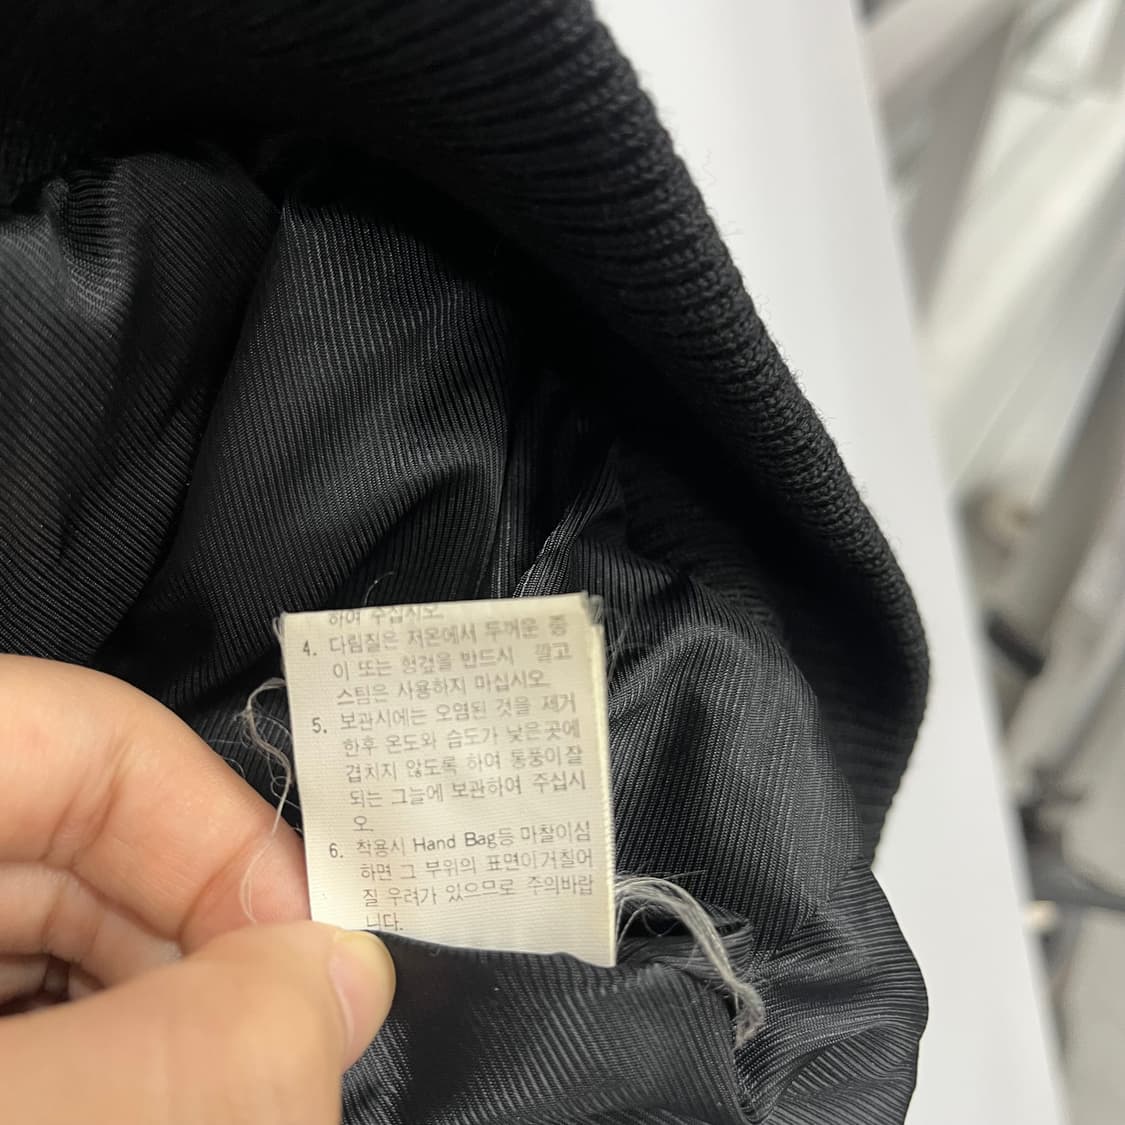 하여 주십시오.
4. 다림질은 저온에서 두꺼운 종
이 또는 헝겊을 반드시 깔고
스팀은 사용하지 마십시오.
5. 보관시에는 오염된 것을 제거
한후 온도와 습도가 낮은 곳에
겹치지 않도록 하여 통풍이 잘
되는 그늘에 보관하여 주십시
오.
6. 착용시 Hand Bag등 마찰이심
하면 그 부위의 표면이거칠어
질 우려가 있으므로 주의바랍
니다.